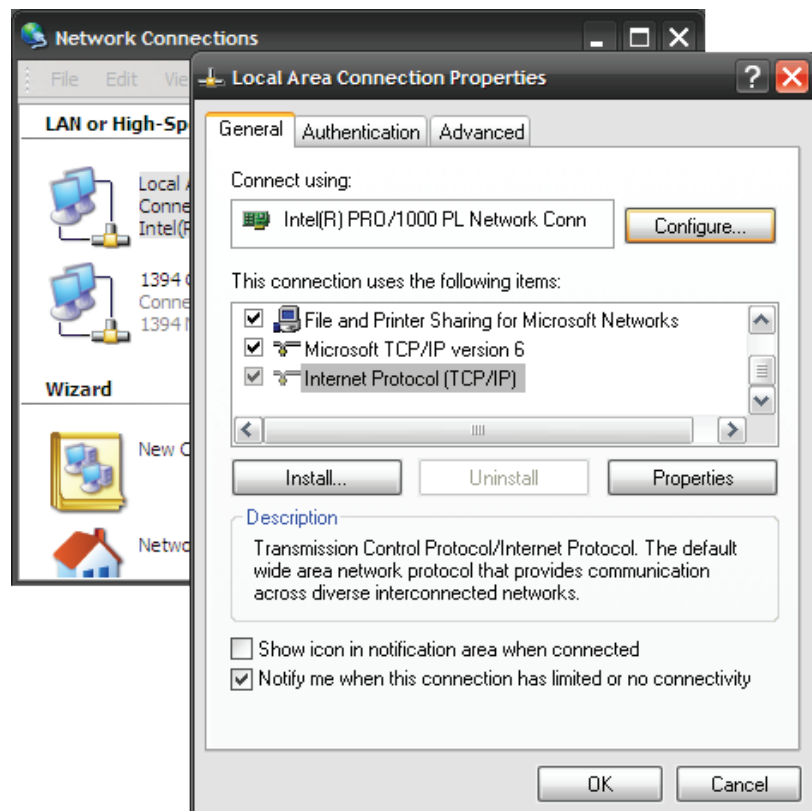 Network Connections
File Edit
LAN or High-Sp
Local
Conne
Intel(R
1394
Conne
1394
Wizard
New C
Netwo
Local Area Connection Properties
General Authentication Advanced
Connect using:
Intel(R) PRO/1000 PL Network Conn
Configure...
This connection uses the following items:
File and Printer Sharing for Microsoft Networks
Microsoft TCP/IP version 6
Internet Protocol (TCP/IP)
Install... Uninstall Properties
Description
Transmission Control Protocol/Internet Protocol. The default
wide area network protocol that provides communication
across diverse interconnected networks.
Show icon in notification area when connected
Notify me when this connection has limited or no connectivity
OK Cancel